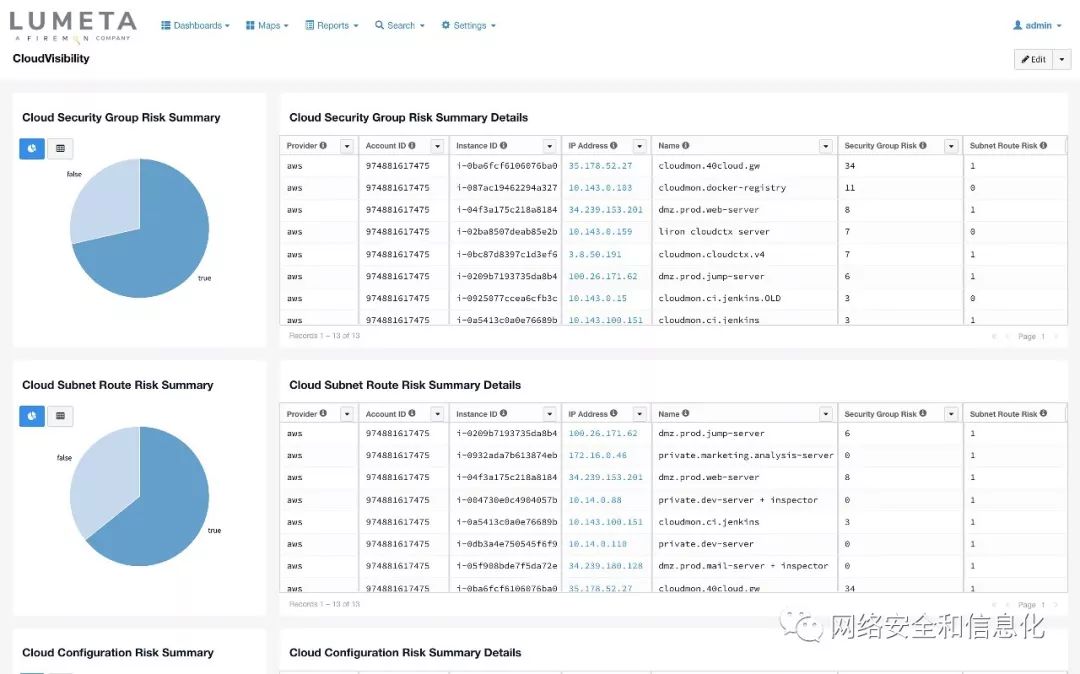 LUMETA
A FIREMON COMPANY
Dashboards Maps Reports Search Settings admin
CloudVisibility
Edit
Cloud Security Group Risk Summary
false
true
Cloud Security Group Risk Summary Details
Provider Account ID Instance ID IP Address Name Security Group Risk Subnet Route Risk
aws 974881617475 i-0ba6fcf6106076ba0 35.178.52.27 cloudmon.40cloud.gw 34 1
aws 974881617475 i-087ac19462294a327 10.143.0.183 cloudmon.docker-registry 11 0
aws 974881617475 i-04f3a175c218a8184 34.239.153.201 dmz.prod.web-server 8 1
aws 974881617475 i-02ba8507deab85e2b 10.143.0.159 liron cloudctx server 7 0
aws 974881617475 i-0bc87d8397c1d3ef6 3.8.50.191 cloudmon.cloudctx.v4 7 1
aws 974881617475 i-0209b7193735da8b4 100.26.171.62 dmz.prod.jump-server 6 1
aws 974881617475 i-0925077ccea6cfb3c 10.143.0.15 cloudmon.ci.jenkins.OLD 3 0
aws 974881617475 i-0a5413c0a0e76689b 10.143.100.151 cloudmon.ci.jenkins 3 1
Records 1 – 13 of 13
Page 1
Cloud Subnet Route Risk Summary
false
true
Cloud Subnet Route Risk Summary Details
Provider Account ID Instance ID IP Address Name Security Group Risk Subnet Route Risk
aws 974881617475 i-0209b7193735da8b4 100.26.171.62 dmz.prod.jump-server 6 1
aws 974881617475 i-0932ada7b613874eb 172.16.0.46 private.marketing.analysis-server 0 1
aws 974881617475 i-04f3a175c218a8184 34.239.153.201 dmz.prod.web-server 8 1
aws 974881617475 i-004730e0c4904057b 10.14.0.88 private.dev-server + inspector 0 1
aws 974881617475 i-0a5413c0a0e76689b 10.143.100.151 cloudmon.ci.jenkins 3 1
aws 974881617475 i-0db3a4e750545f6f9 10.14.0.110 private.dev-server 0 1
aws 974881617475 i-05f908bde7f5da72e 34.239.180.128 dmz.prod.mail-server + inspector 0 1
aws 974881617475 i-0ba6fcf6106076ba0 35.178.52.27 cloudmon.40cloud.gw 34 1
Records 1 – 13 of 13
Page 1
网络安全和信息化
Cloud Configuration Risk Summary
Cloud Configuration Risk Summary Details